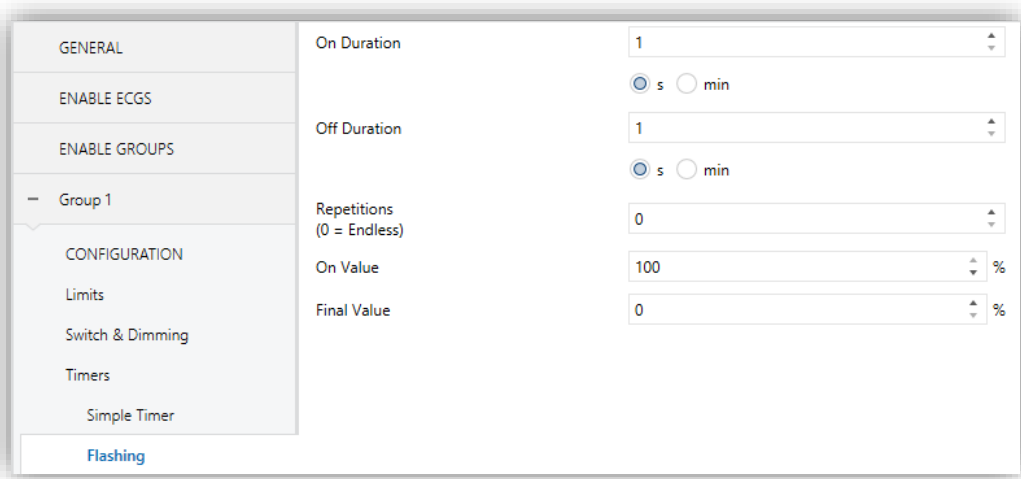 GENERAL
ENABLE ECGS
ENABLE GROUPS
− Group 1
CONFIGURATION
Limits
Switch & Dimming
Timers
Simple Timer
Flashing
On Duration 1
s min
Off Duration 1
s min
Repetitions
(0 = Endless) 0
On Value 100 %
Final Value 0 %